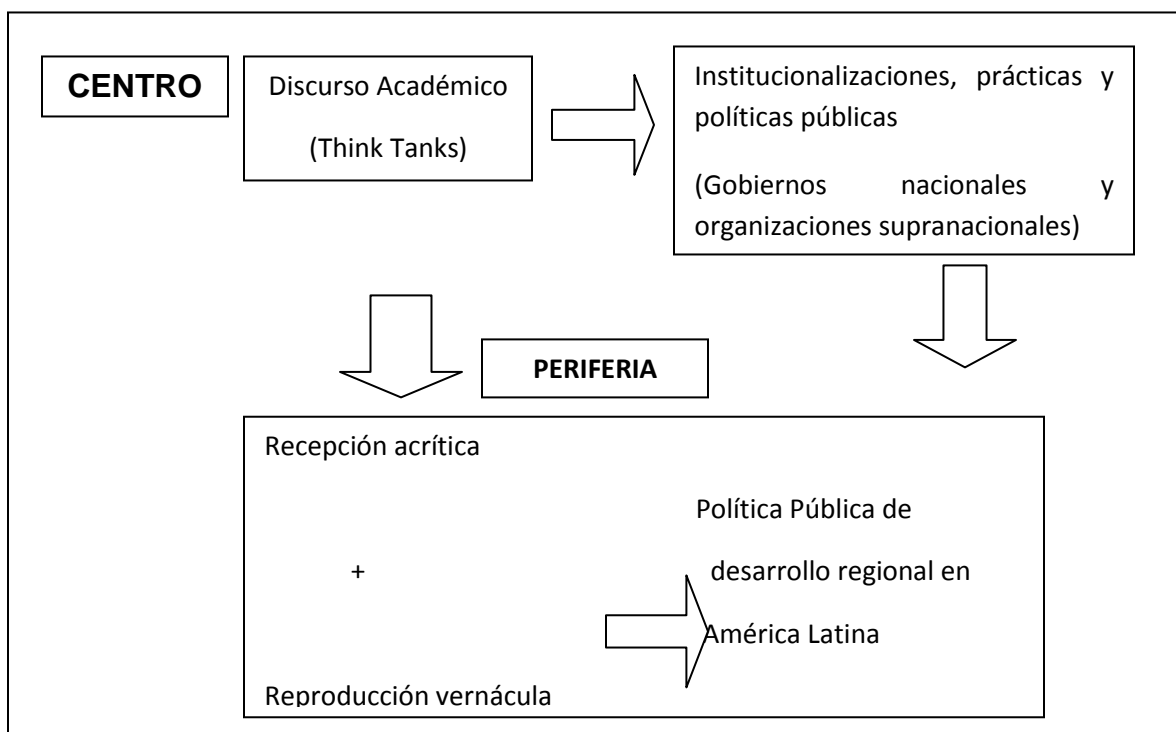 CENTRO
Discurso Académico
(Think Tanks)
Institucionalizaciones, prácticas y
políticas públicas
(Gobiernos nacionales y
organizaciones supranacionales)
PERIFERIA
Recepción acrítica
+
Reproducción vernácula
Política Pública de
desarrollo regional en
América Latina